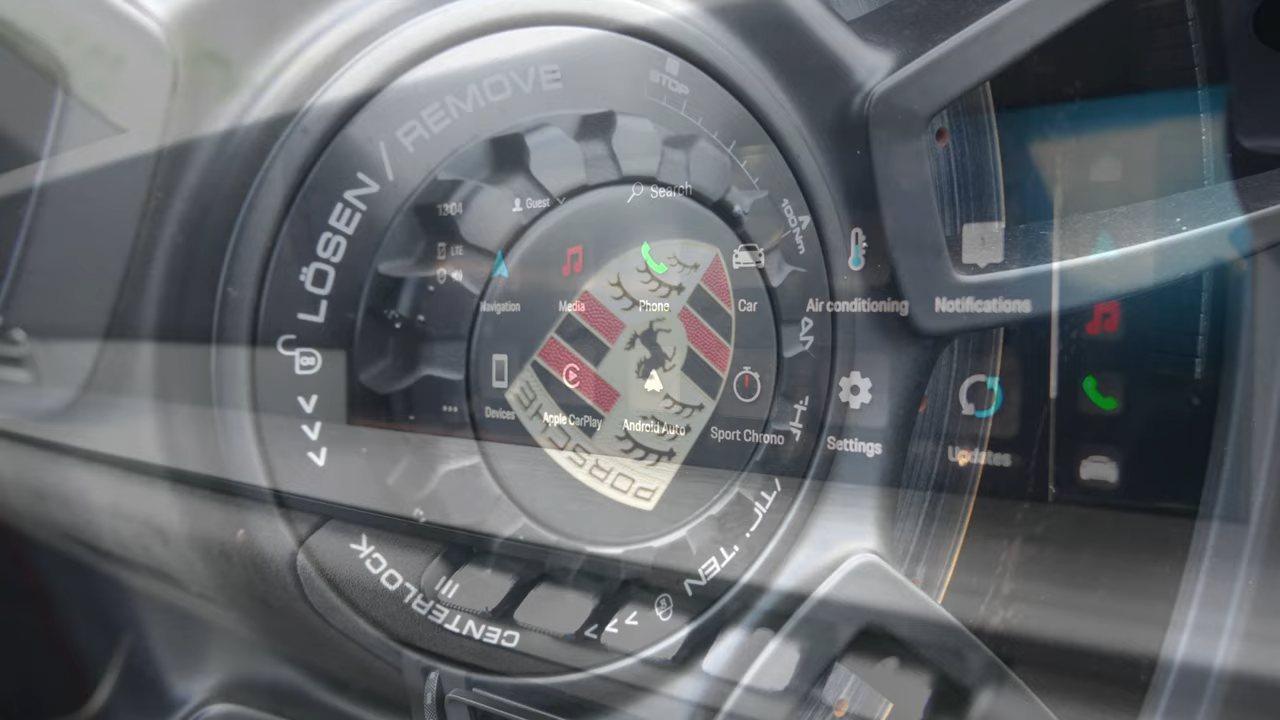 LÖSEN / REMOVE
STOP
100Nm
13:04
Guest
Search
LTE
Navigation
Media
Phone
Car
Air conditioning
Notifications
Devices
Apple CarPlay
Android Auto
Sport Chrono
Settings
Updates
PORSCHE
CENTERLOCK